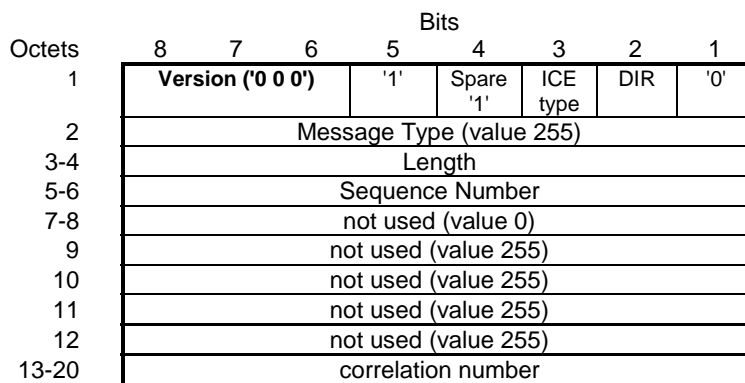 Bits
Octets 8 7 6 5 4 3 2 1
1 Version ('0 0 0') '1' Spare '1' ICE type DIR '0'
2 Message Type (value 255)
3-4 Length
5-6 Sequence Number
7-8 not used (value 0)
9 not used (value 255)
10 not used (value 255)
11 not used (value 255)
12 not used (value 255)
13-20 correlation number